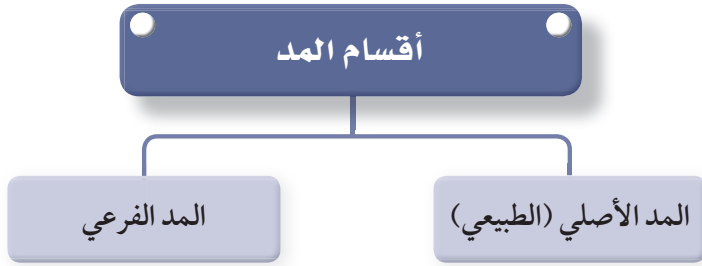 أقسام المد
المد الأصلي (الطبيعي)
المد الفرعي